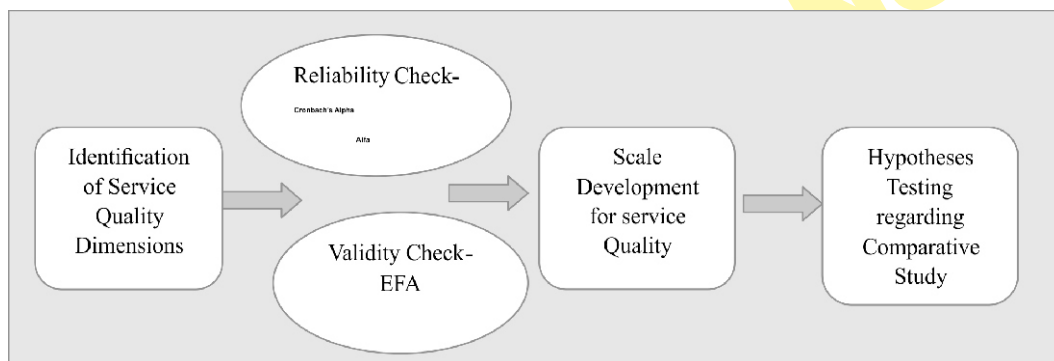 Identification
of Service
Quality
Dimensions
Reliability Check-
Cronbach's Alpha
Alfa
Validity Check-
EFA
Scale
Development
for service
Quality
Hypotheses
Testing
regarding
Comparative
Study